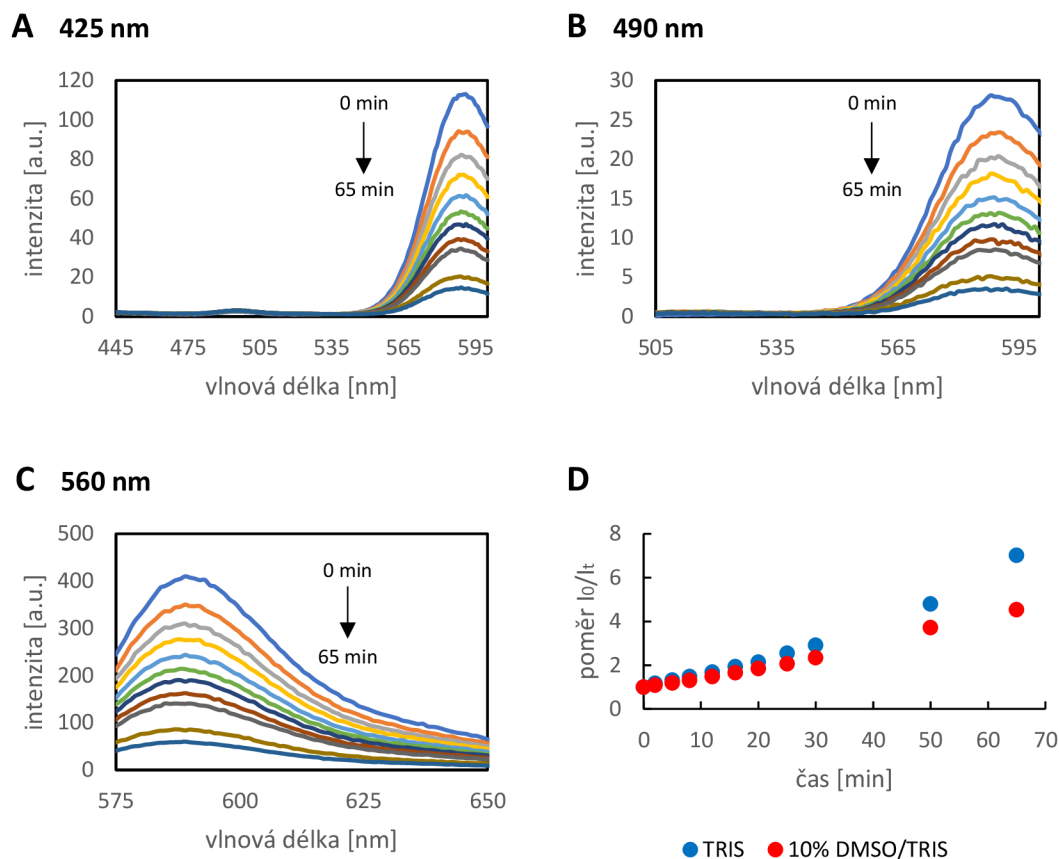 A 425 nm
120
100
80
60
40
20
0
intenzita [a.u.]
0 min
65 min
445 475 505 535 565 595
vlnová délka [nm]
B 490 nm
30
25
20
15
10
5
0
intenzita [a.u.]
0 min
65 min
505 535 565 595
vlnová délka [nm]
C 560 nm
500
400
300
200
100
0
intenzita [a.u.]
0 min
65 min
575 600 625 650
vlnová délka [nm]
D
8
6
4
2
0
poměr I0/It
0 10 20 30 40 50 60 70
čas [min]
TRIS 10% DMSO/TRIS